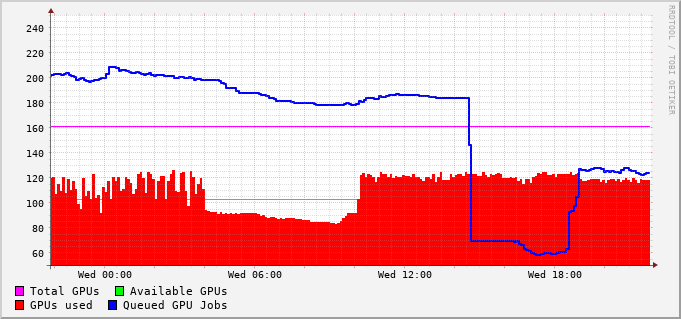 240
220
200
180
160
140
120
100
80
60
Wed 00:00 Wed 06:00 Wed 12:00 Wed 18:00
Total GPUs Available GPUs
GPUs used Queued GPU Jobs
RRDTOOL / TOBI OETIKER